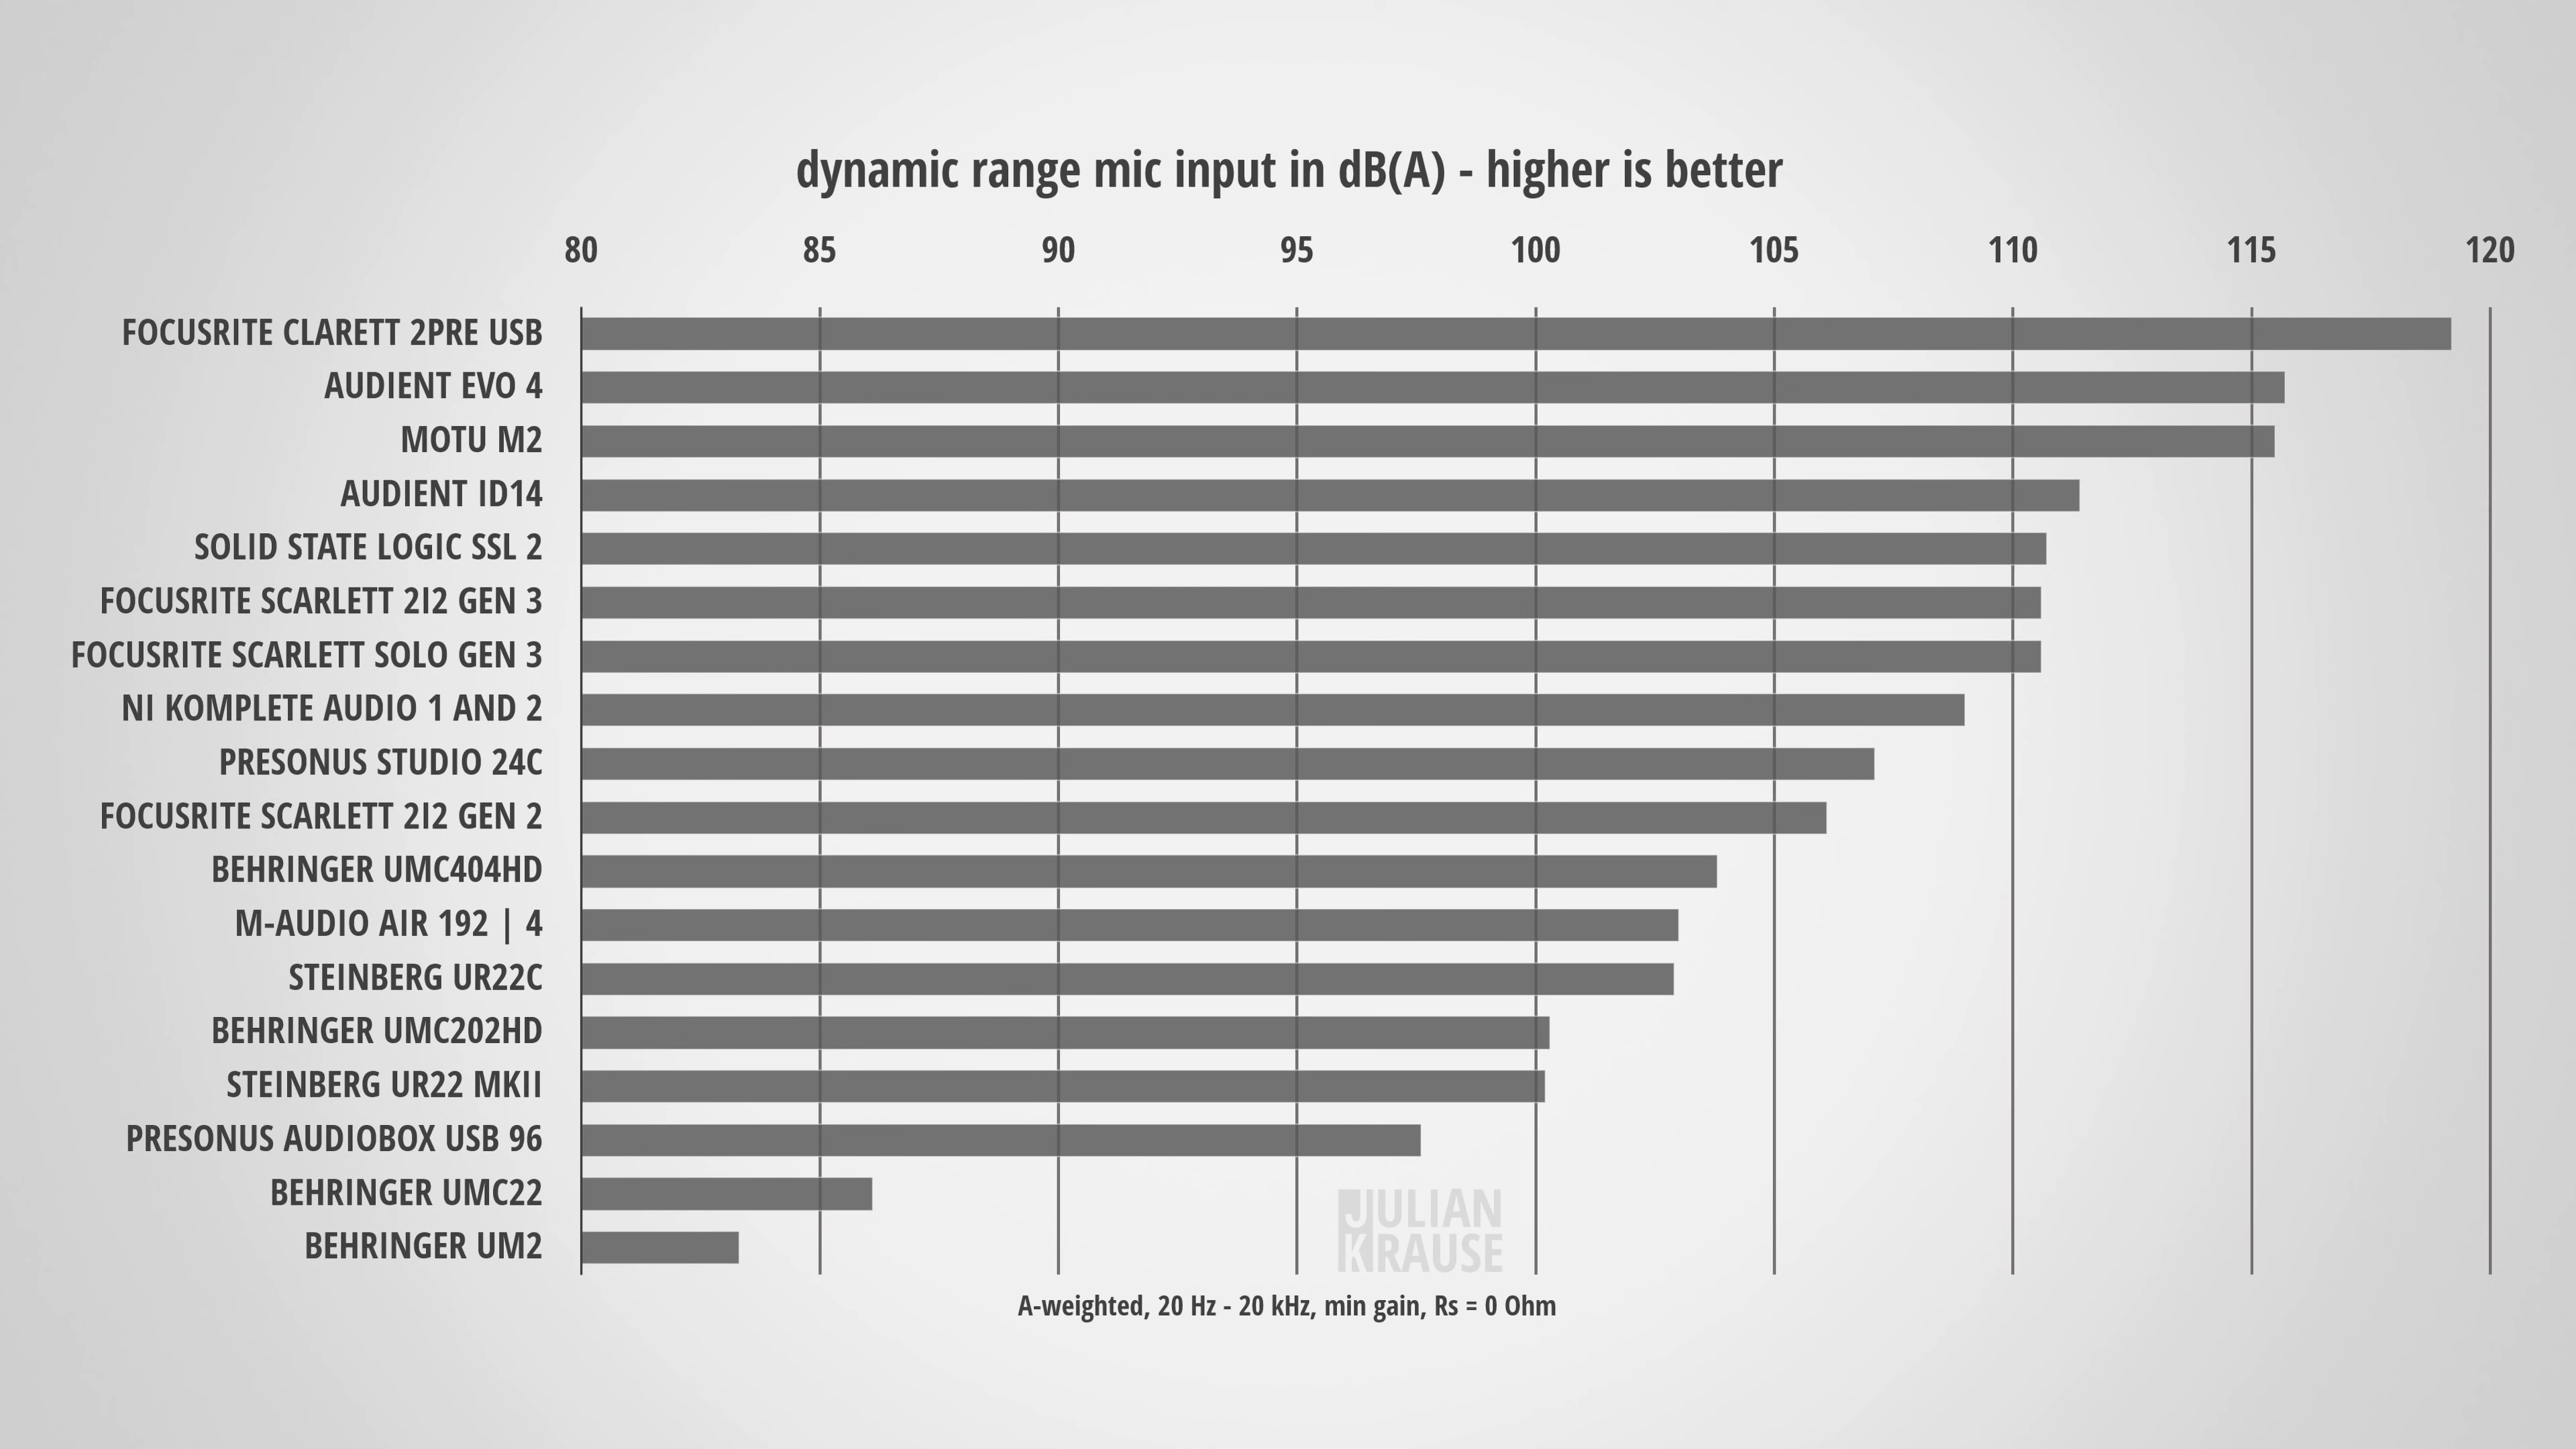 dynamic range mic input in dB(A) - higher is better
80 85 90 95 100 105 110 115 120
FOCUSRITE CLARETT 2PRE USB
AUDIENT EVO 4
MOTU M2
AUDIENT ID14
SOLID STATE LOGIC SSL 2
FOCUSRITE SCARLETT 2I2 GEN 3
FOCUSRITE SCARLETT SOLO GEN 3
NI KOMPLETE AUDIO 1 AND 2
PRESONUS STUDIO 24C
FOCUSRITE SCARLETT 2I2 GEN 2
BEHRINGER UMC404HD
M-AUDIO AIR 192 | 4
STEINBERG UR22C
BEHRINGER UMC202HD
STEINBERG UR22 MKII
PRESONUS AUDIOBOX USB 96
BEHRINGER UMC22
BEHRINGER UM2
JULIAN
KRAUSE
A-weighted, 20 Hz - 20 kHz, min gain, Rs = 0 Ohm